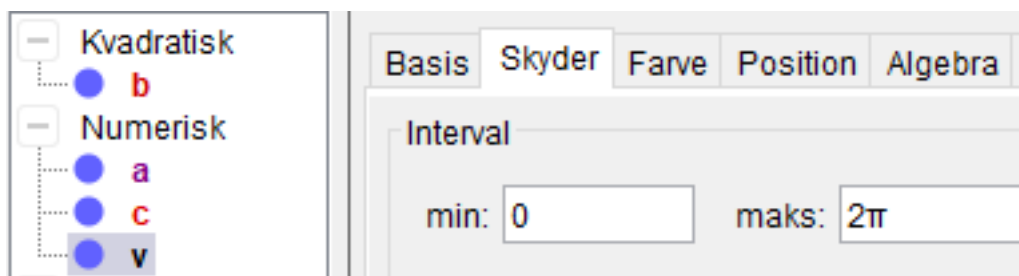 Kvadratisk
b
Numerisk
a
c
v
Basis Skyder Farve Position Algebra
Interval
min: 0 maks: 2π